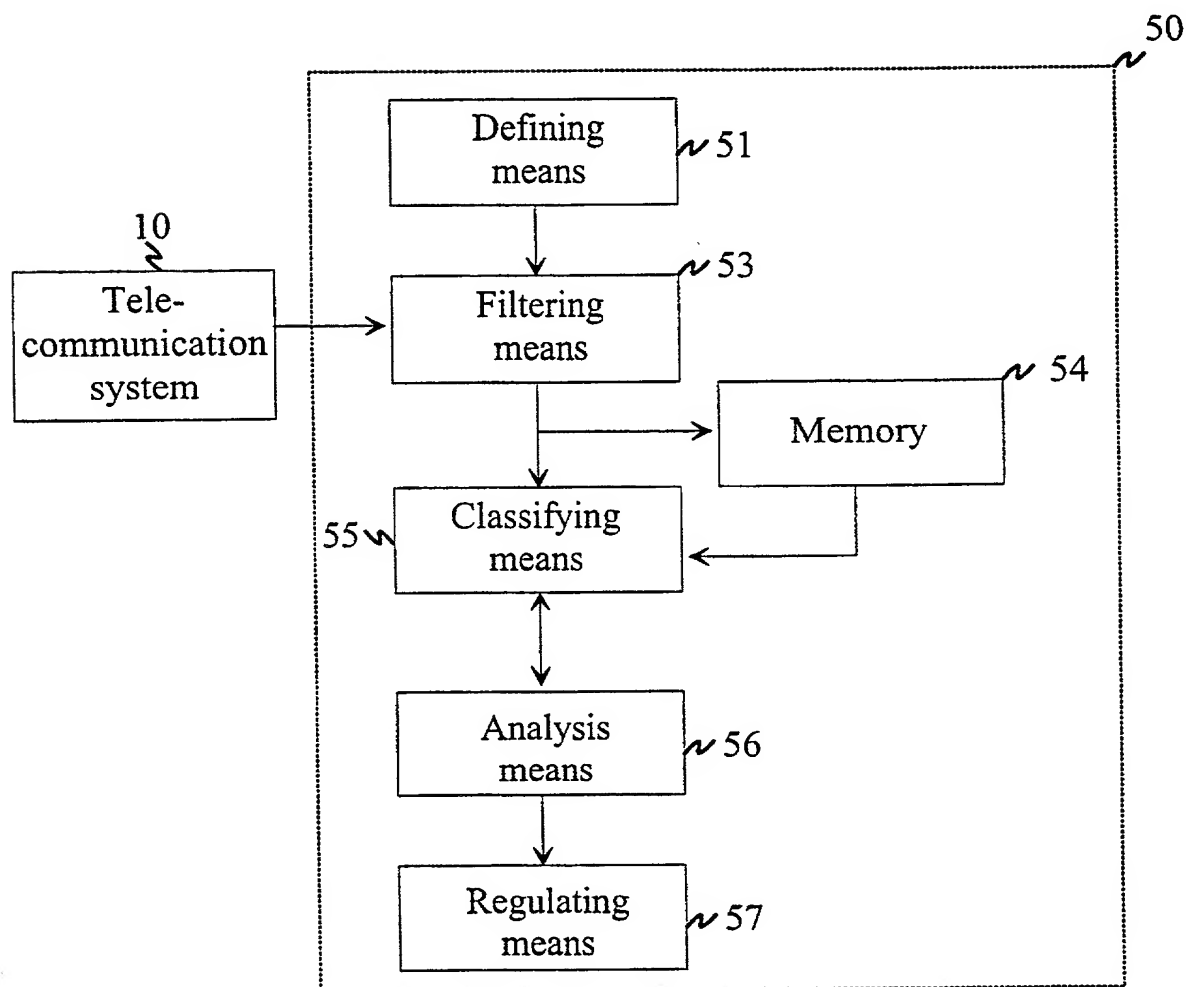 50
Defining
means
51
10
Tele-
communication
system
Filtering
means
53
Memory
54
Classifying
means
55
Analysis
means
56
Regulating
means
57